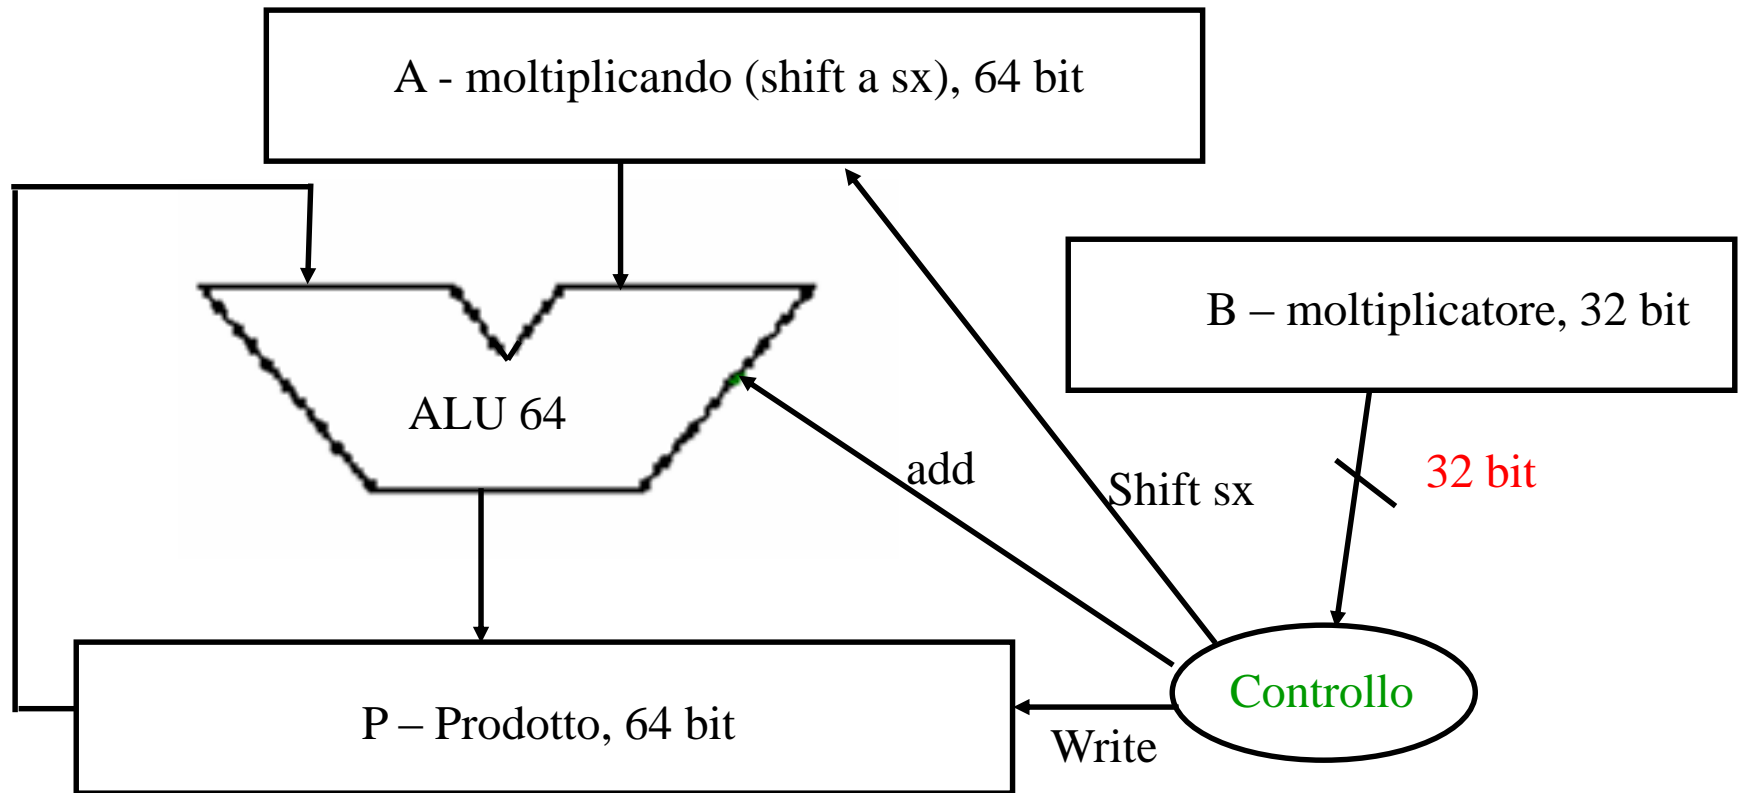 A - moltiplicando (shift a sx), 64 bit
B – moltiplicatore, 32 bit
ALU 64
add
Shift sx
32 bit
Controllo
P – Prodotto, 64 bit
Write